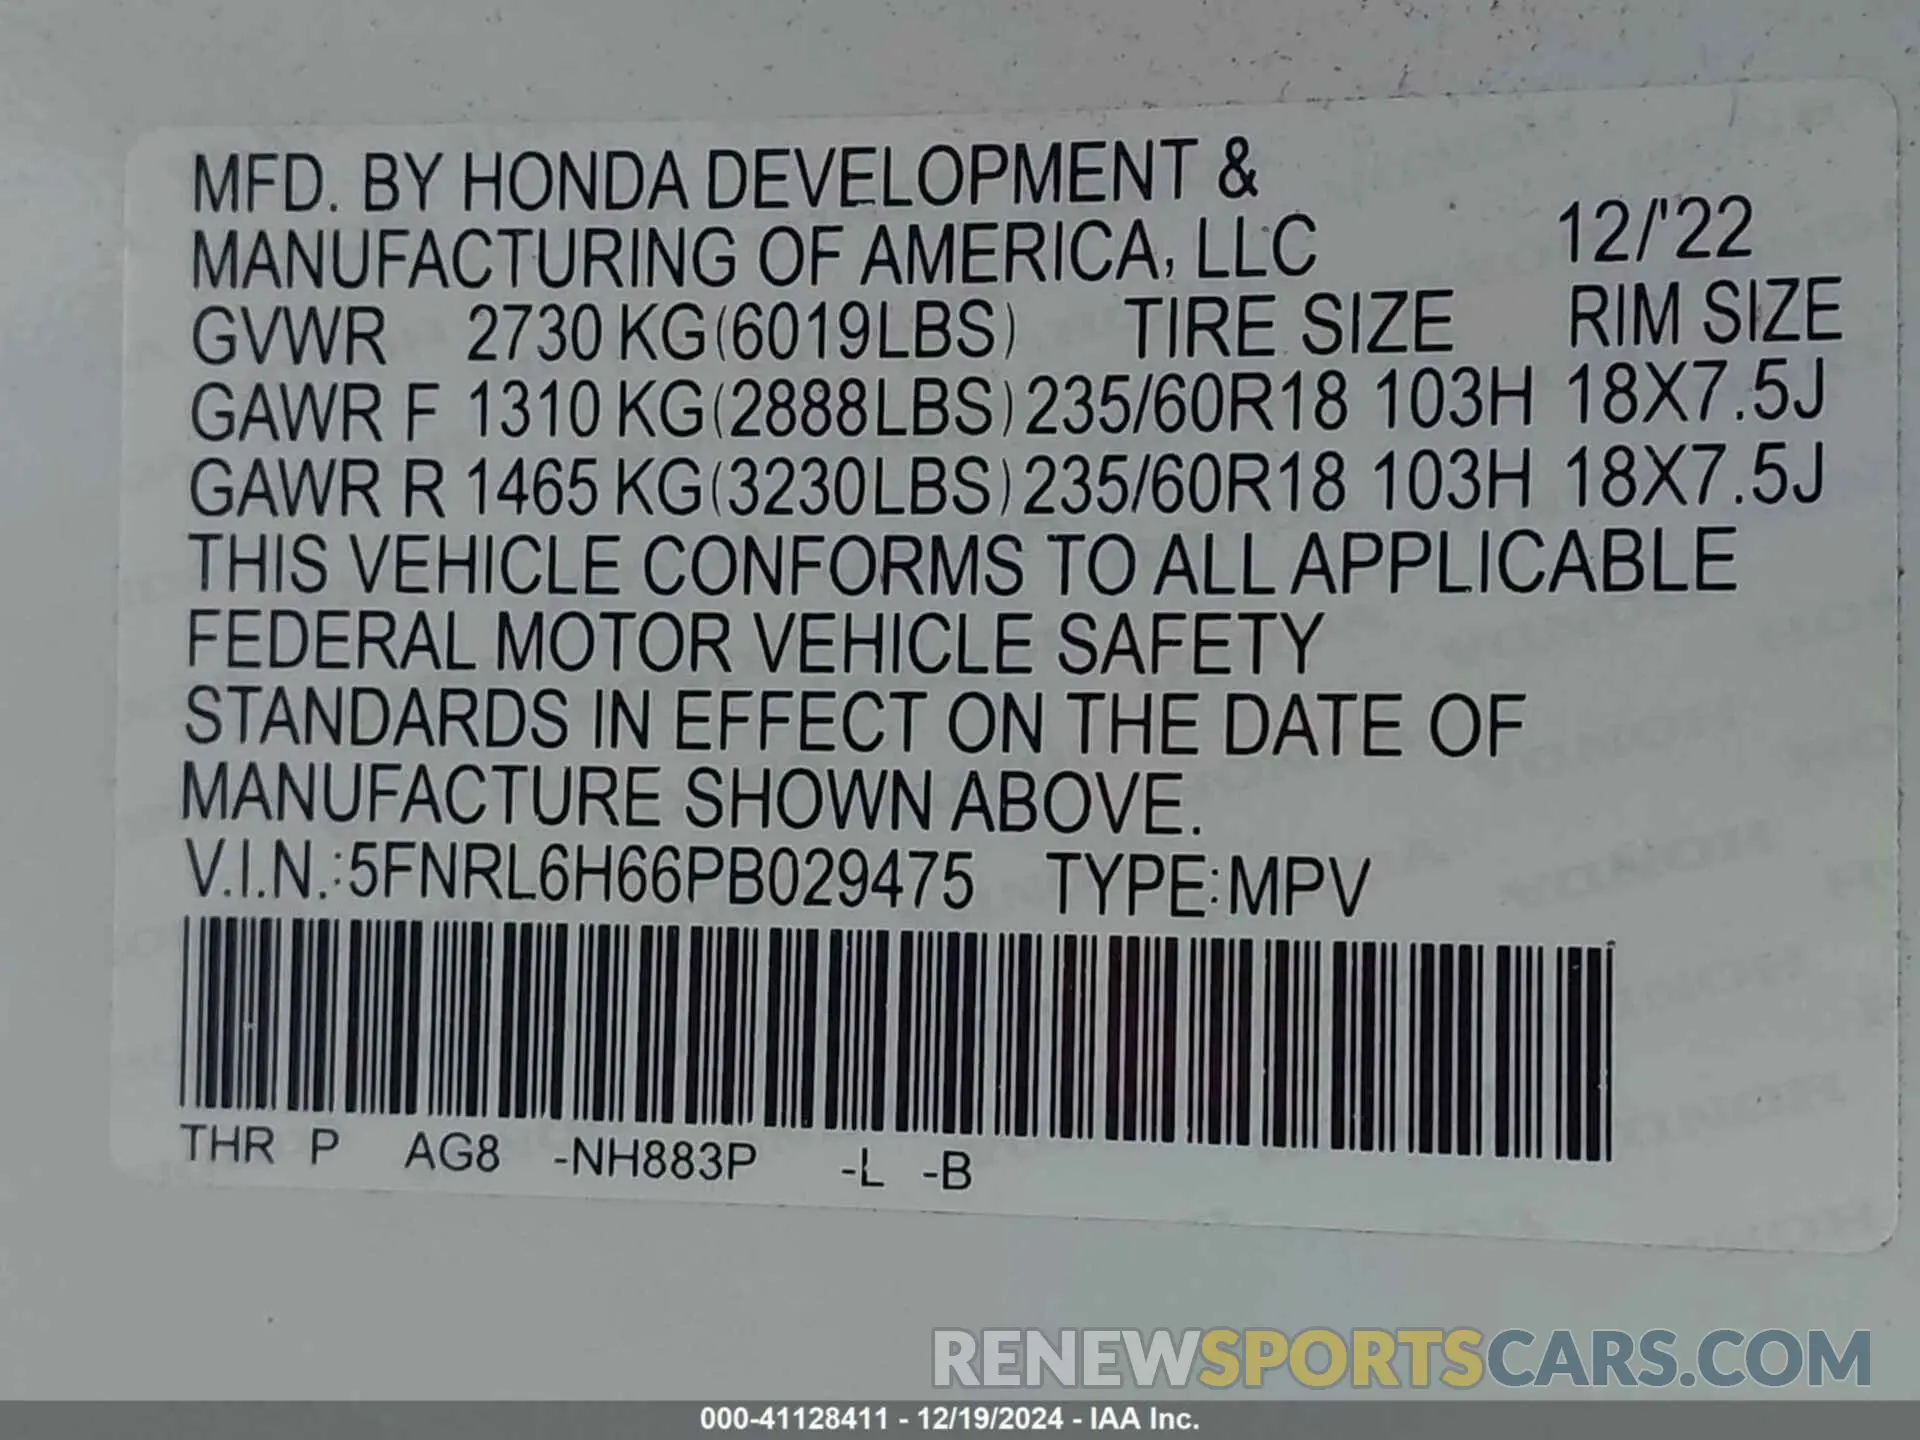 MFD. BY HONDA DEVELOPMENT &
MANUFACTURING OF AMERICA, LLC 12/'22
GVWR 2730 KG(6019LBS) TIRE SIZE RIM SIZE
GAWR F 1310 KG(2888LBS) 235/60R18 103H 18X7.5J
GAWR R 1465 KG(3230LBS) 235/60R18 103H 18X7.5J
THIS VEHICLE CONFORMS TO ALL APPLICABLE
FEDERAL MOTOR VEHICLE SAFETY
STANDARDS IN EFFECT ON THE DATE OF
MANUFACTURE SHOWN ABOVE.
V.I.N.:5FNRL6H66PB029475 TYPE:MPV
THR P AG8 -NH883P -L -B
RENEWSPORTSCARS.COM
000-41128411 - 12/19/2024 - IAA Inc.